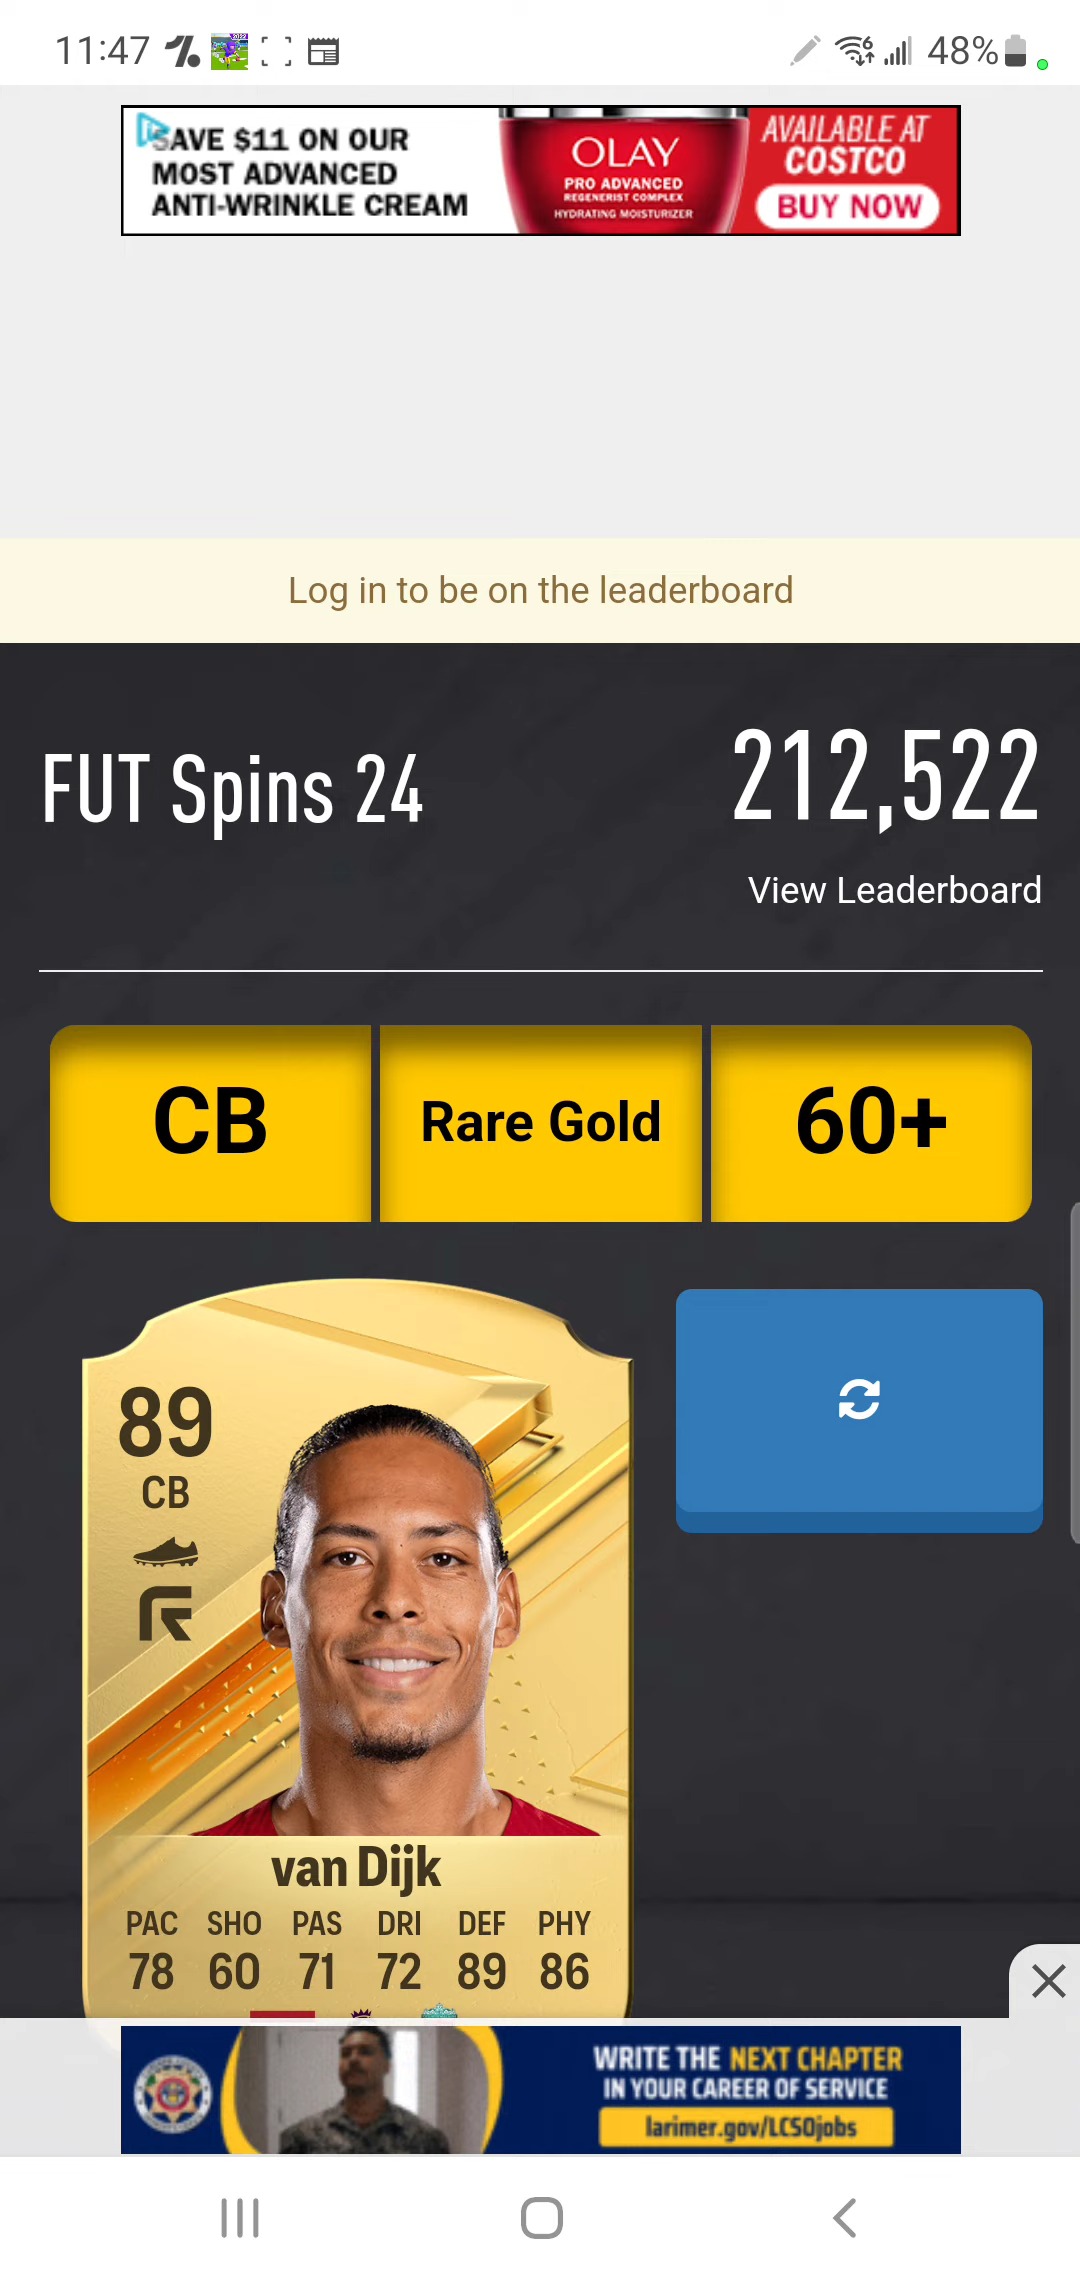 11:47
48%
SAVE $11 ON OUR
MOST ADVANCED
ANTI-WRINKLE CREAM
OLAY
PRO ADVANCED
REGENERIST COMPLEX
HYDRATING MOISTURIZER
AVAILABLE AT
COSTCO
BUY NOW
Log in to be on the leaderboard
FUT Spins 24
212,522
View Leaderboard
CB
Rare Gold
60+
89
CB
van Dijk
PAC SHO PAS DRI DEF PHY
78 60 71 72 89 86
WRITE THE NEXT CHAPTER
IN YOUR CAREER OF SERVICE
larimer.gov/LCSOjobs